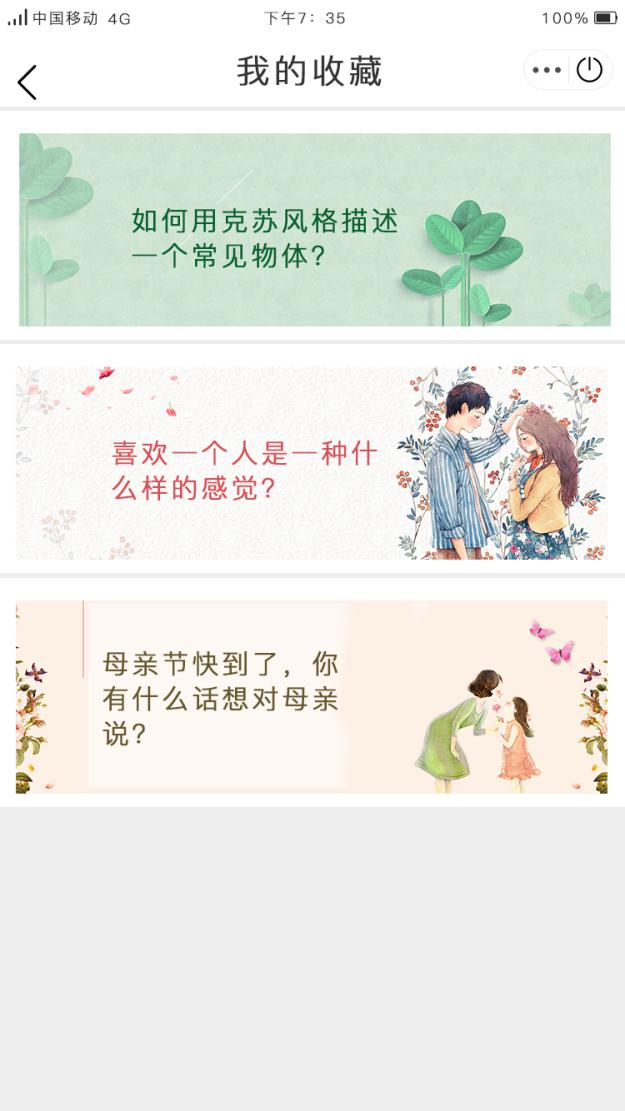 中国移动 4G
下午7：35
100%
我的收藏
如何用克苏风格描述
一个常见物体？
喜欢一个人是一种什
么样的感觉？
母亲节快到了，你
有什么话想对母亲
说？